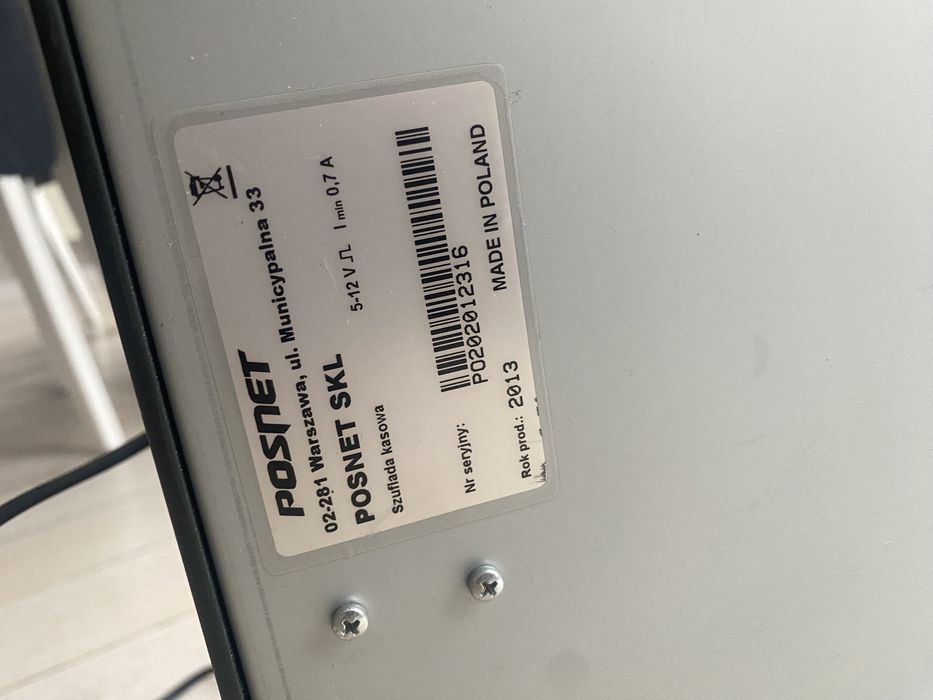 POSNET
02-281 Warszawa, ul. Municypalna 33
POSNET SKL
Szuflada kasowa
5-12 V I min 0,7 A
Nr seryjny:
PO202012316
Rok prod.: 2013
MADE IN POLAND